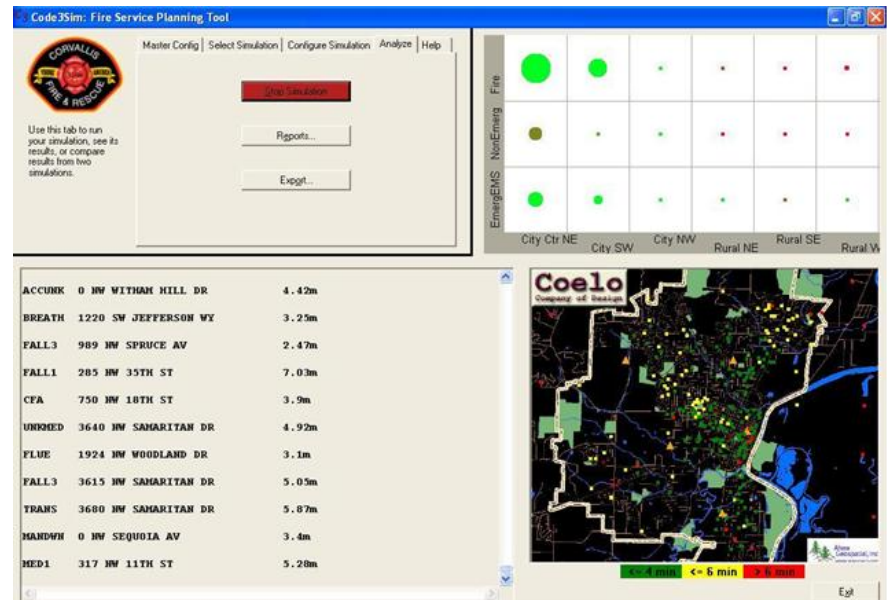 Code3Sim: Fire Service Planning Tool
CORVALLIS
FIRE & RESCUE
Master Config
Select Simulation
Configure Simulation
Analyze
Help
Use this tab to run
your simulation, see its
results, or compare
results from two
simulations.
Stop Simulation
Reports...
Export...
Fire
NonEmerg
EmergEMS
City Ctr NE
City SW
City NW
Rural NE
Rural SE
Rural W
ACCUNK 0 NW WITHAM HILL DR 4.42m
BREATH 1220 SW JEFFERSON WY 3.25m
FALL3 989 NW SPRUCE AV 2.47m
FALL1 285 NW 35TH ST 7.03m
CFA 750 NW 18TH ST 3.9m
UNKMED 3640 NW SAMARITAN DR 4.92m
FLUE 1924 NW WOODLAND DR 3.1m
FALL3 3615 NW SAMARITAN DR 5.05m
TRANS 3680 NW SAMARITAN DR 5.87m
MANDWN 0 NW SEQUOIA AV 3.4m
MED1 317 NW 11TH ST 5.28m
Coelo
Company of Design
<= 4 min
<= 6 min
> 6 min
Exit